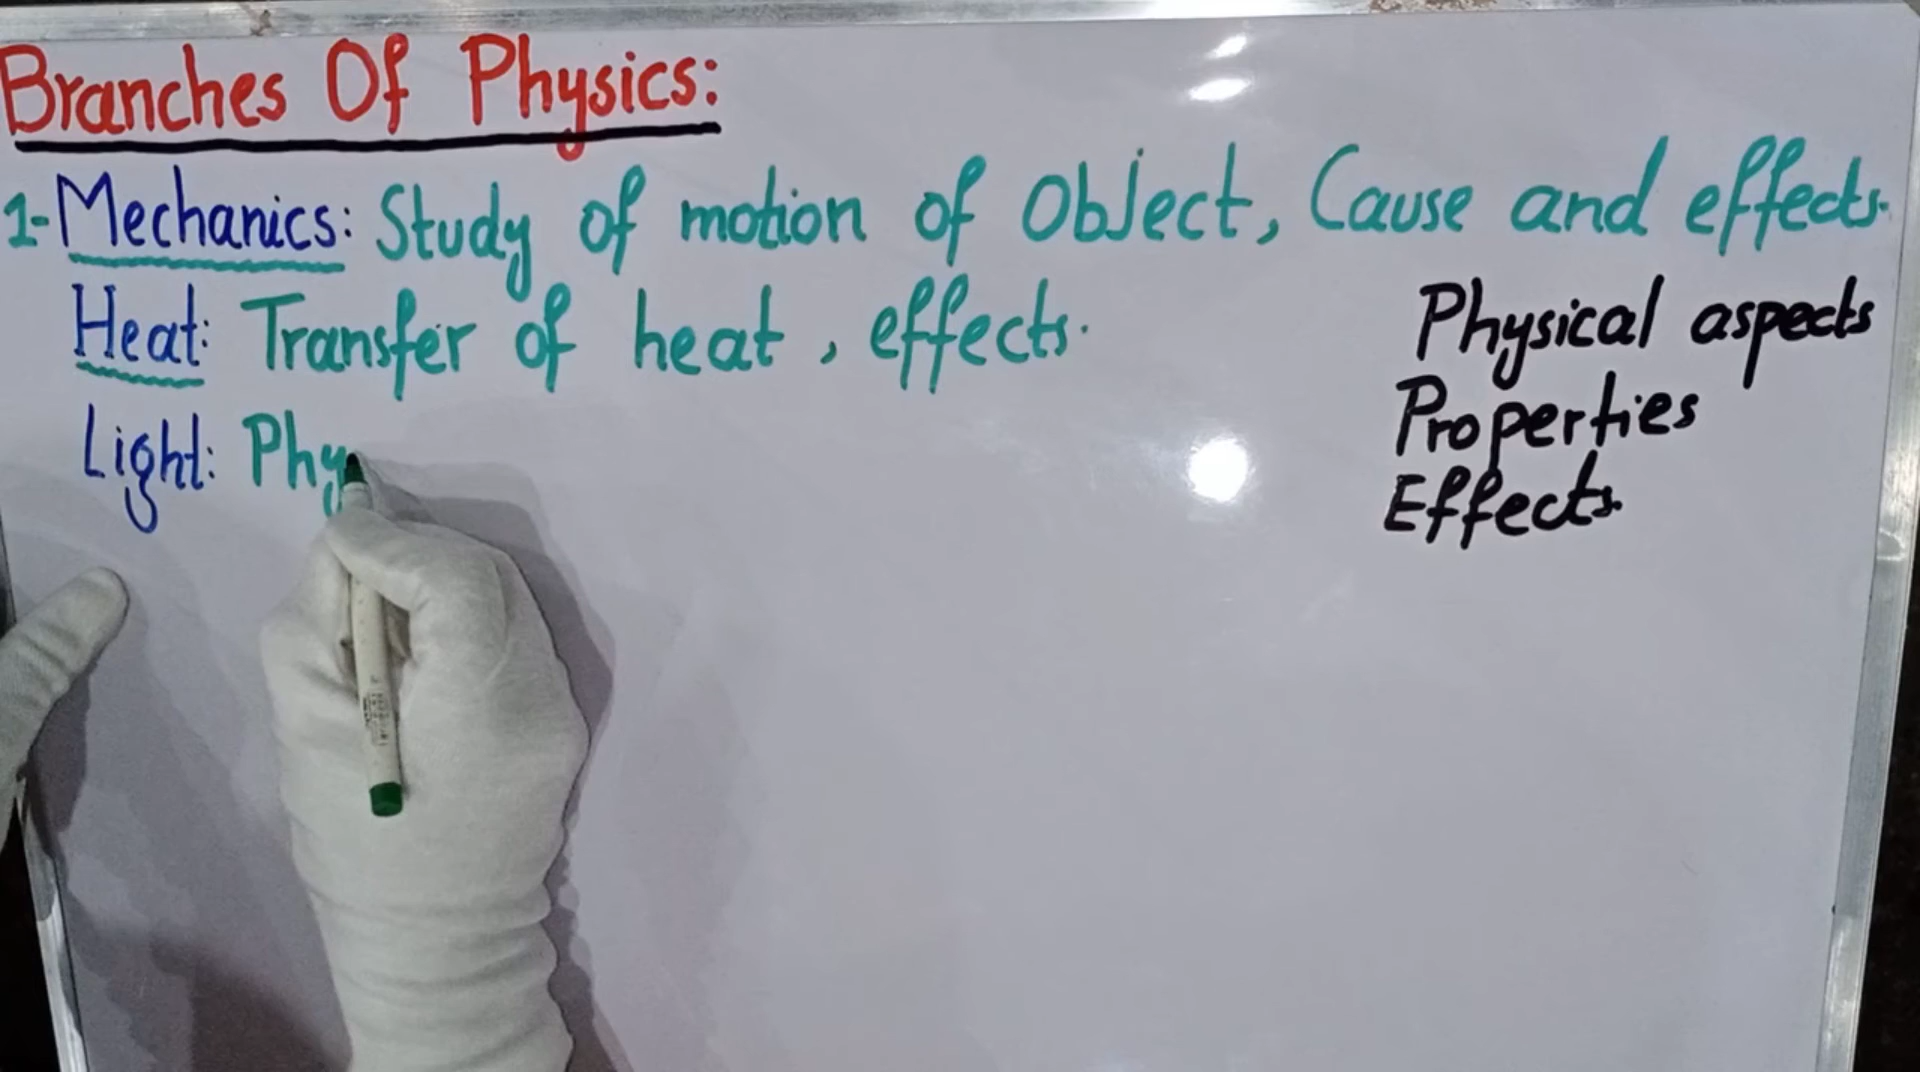 Branches Of Physics:
1- Mechanics: Study of motion of Object, Cause and effects.
Heat: Transfer of heat, effects.
Physical aspects
Light: Phy
Properties
Effects.